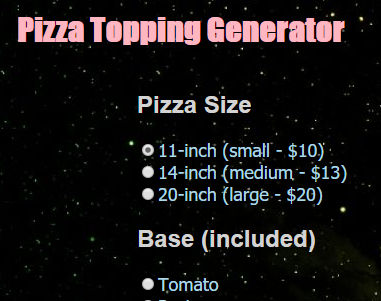 Pizza Topping Generator
Pizza Size
11-inch (small - $10)
14-inch (medium - $13)
20-inch (large - $20)
Base (included)
Tomato